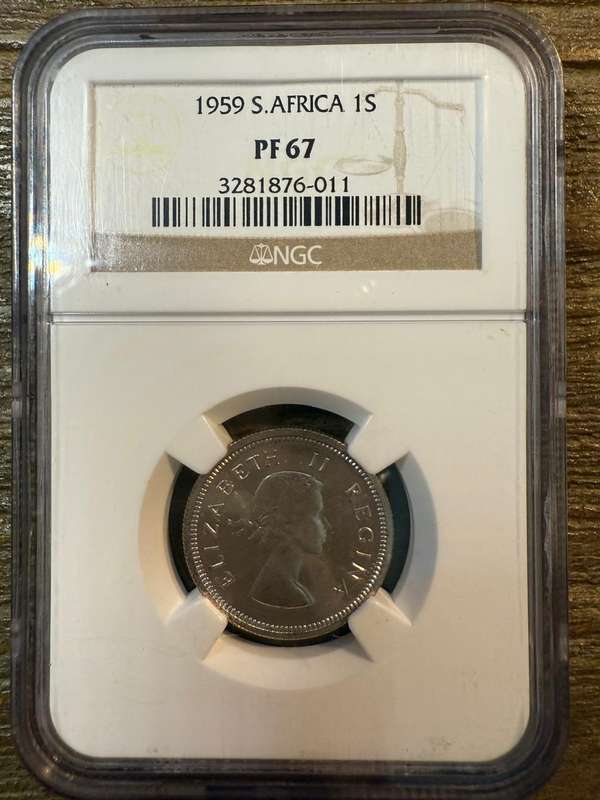 1959 S.AFRICA 1S
PF 67
3281876-011
NGC
ELIZABETH II REGINA